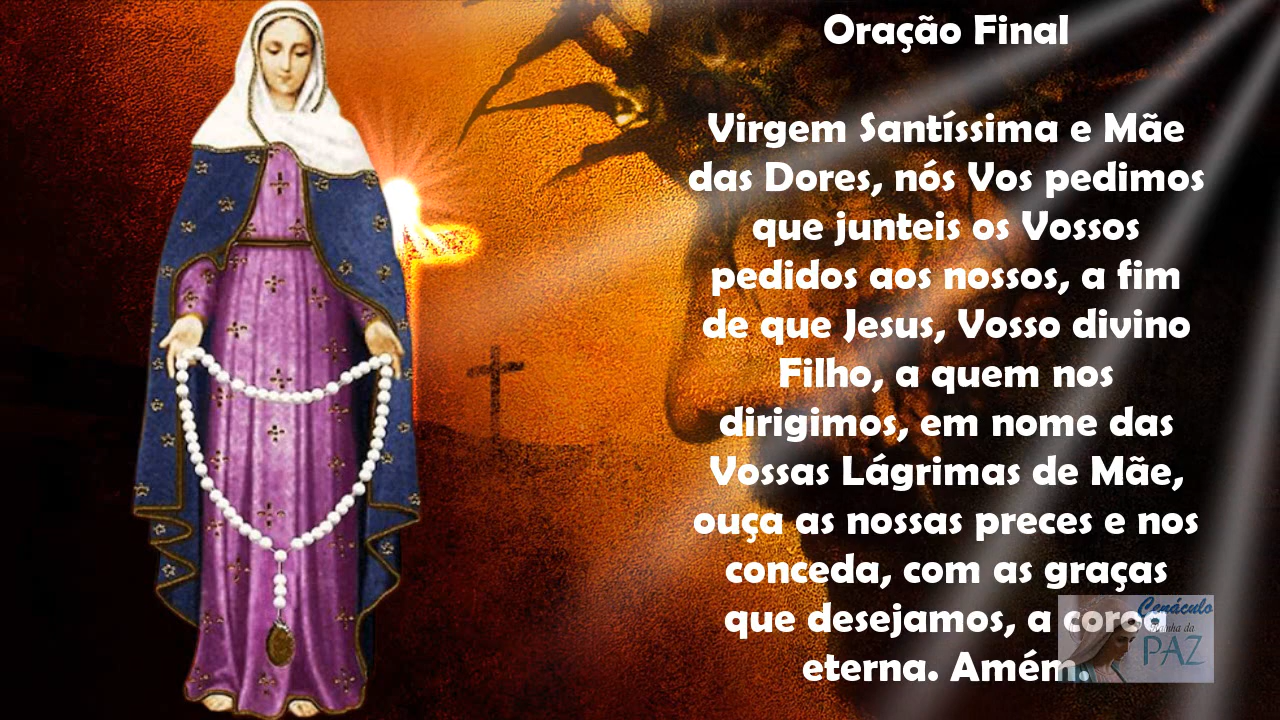 Oração Final
Virgem Santíssima e Mãe
das Dores, nós Vos pedimos
que junteis os Vossos
pedidos aos nossos, a fim
de que Jesus, Vosso divino
Filho, a quem nos
dirigimos, em nome das
Vossas Lágrimas de Mãe,
ouça as nossas preces e nos
conceda, com as graças
que desejamos, a coroa
eterna. Amém.
Cenáculo
Rainha da
PAZ